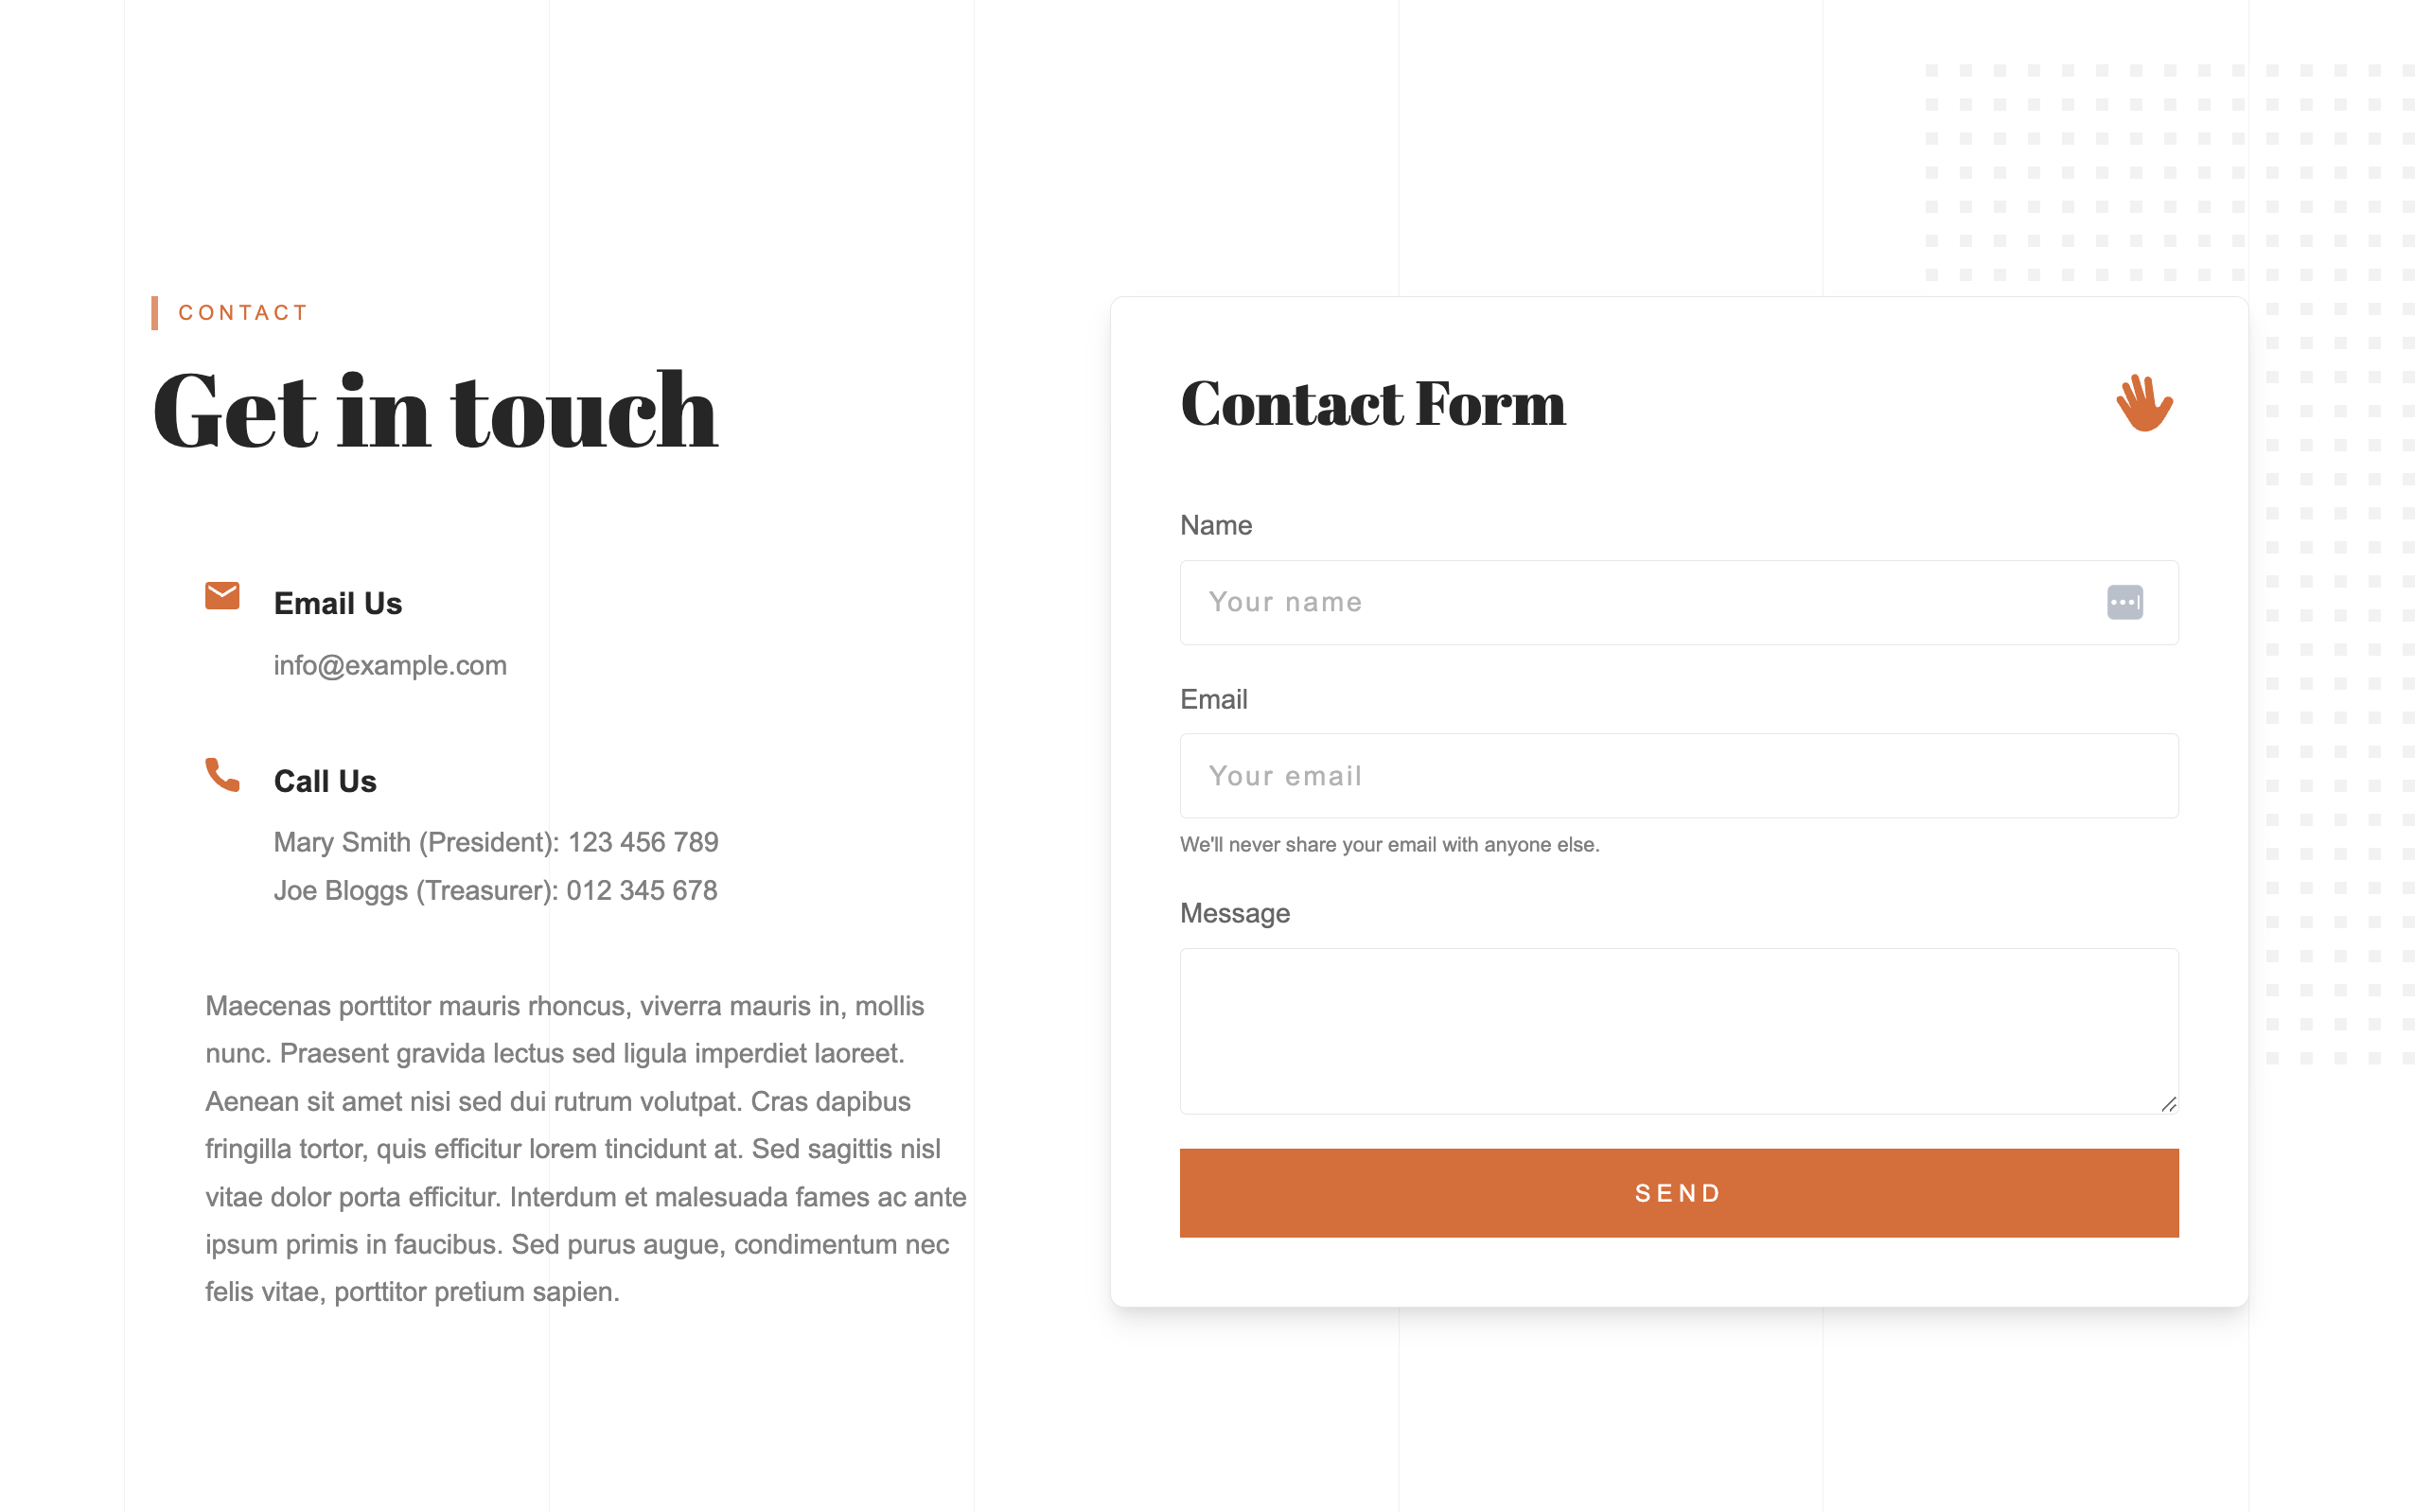 CONTACT
Get in touch
Email Us
info@example.com
Call Us
Mary Smith (President): 123 456 789
Joe Bloggs (Treasurer): 012 345 678
Maecenas porttitor mauris rhoncus, viverra mauris in, mollis
nunc. Praesent gravida lectus sed ligula imperdiet laoreet.
Aenean sit amet nisi sed dui rutrum volutpat. Cras dapibus
fringilla tortor, quis efficitur lorem tincidunt at. Sed sagittis nisl
vitae dolor porta efficitur. Interdum et malesuada fames ac ante
ipsum primis in faucibus. Sed purus augue, condimentum nec
felis vitae, porttitor pretium sapien.
Contact Form
Name
Your name
Email
Your email
We'll never share your email with anyone else.
Message
SEND